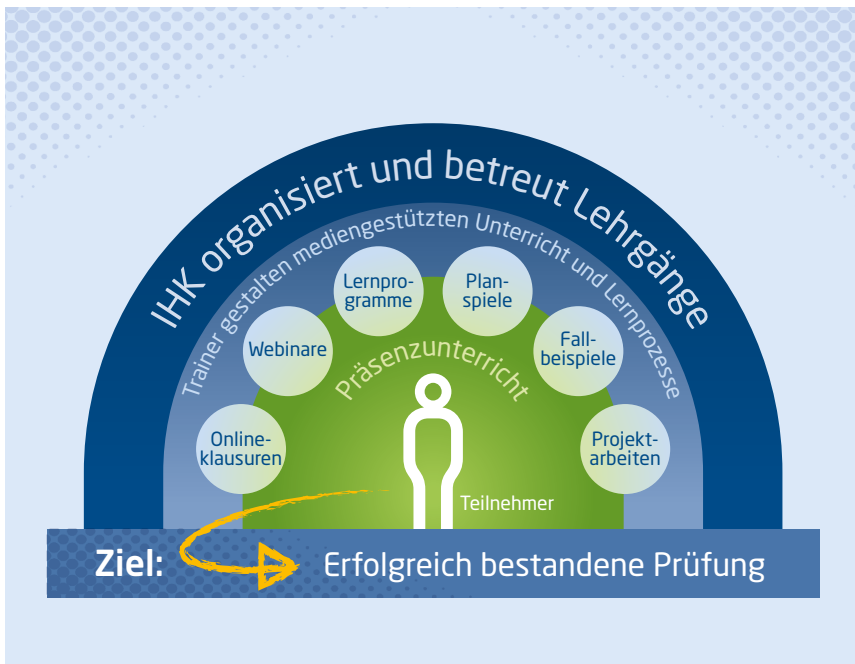 IHK organisiert und betreut Lehrgänge
Trainer gestalten mediengestützten Unterricht und Lernprozesse
Online-
klausuren
Webinare
Lernpro-
gramme
Plan-
spiele
Fall-
beispiele
Projekt-
arbeiten
Präsenzunterricht
Teilnehmer
Ziel:
Erfolgreich bestandene Prüfung